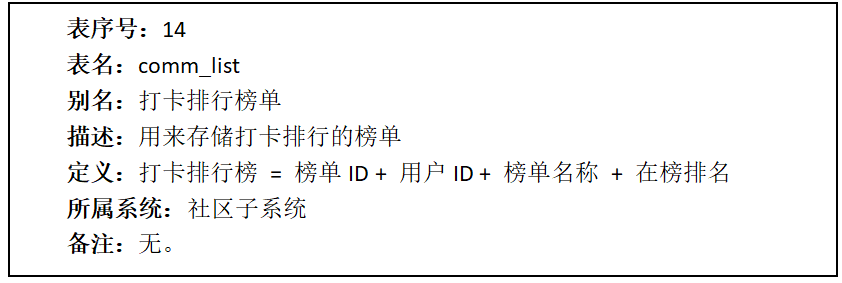 表序号：14
表名：comm_list
别名：打卡排行榜单
描述：用来存储打卡排行的榜单
定义：打卡排行榜 = 榜单 ID + 用户 ID + 榜单名称 + 在榜排名
所属系统：社区子系统
备注：无。